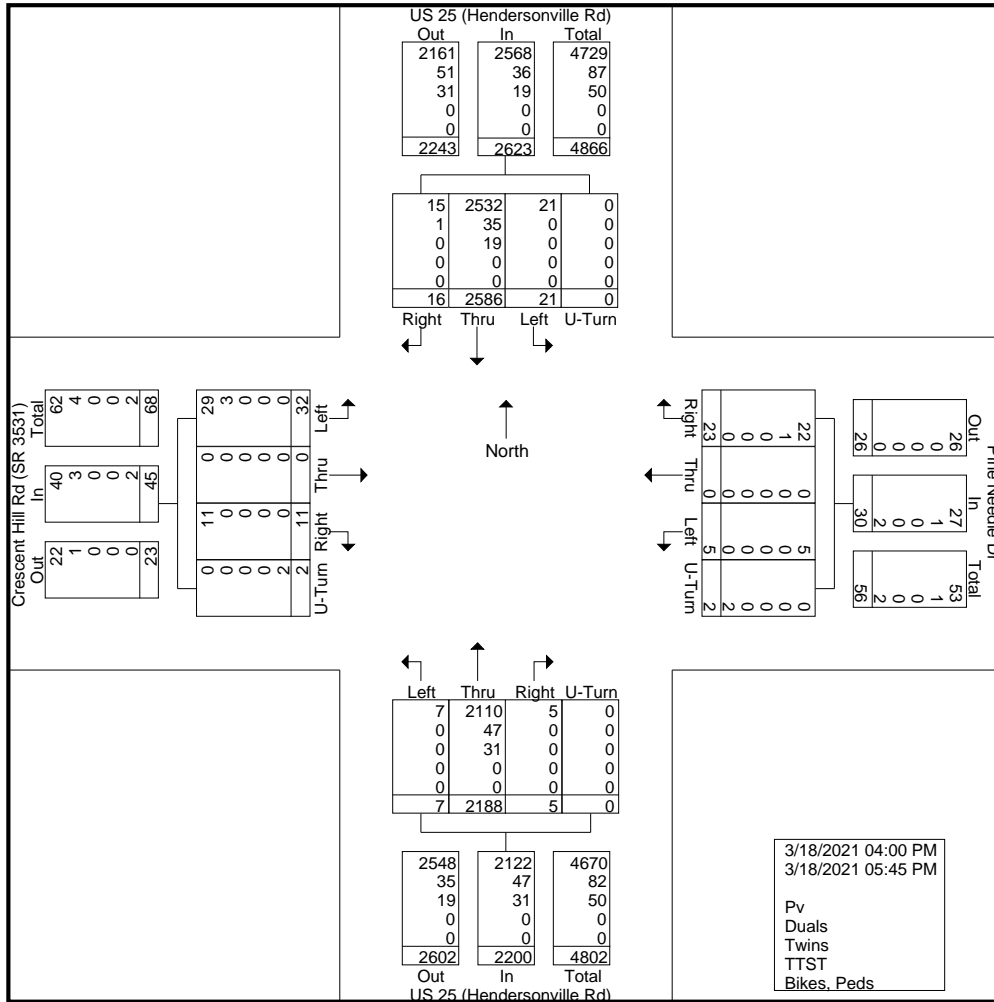 US 25 (Hendersonville Rd)
Out In Total
2161 2568 4729
51 36 87
31 19 50
0 0 0
0 0 0
2243 2623 4866
15 2532 21 0
1 35 0 0
0 19 0 0
0 0 0 0
0 0 0 0
16 2586 21 0
Right Thru Left U-Turn
Crescent Hill Rd (SR 3531)
Total In Out
62 4 0 0 2 68
40 3 0 0 2 45
22 1 0 0 0 23
29 3 0 0 0 32 Left
0 0 0 0 0 0 Thru
11 0 0 0 0 11 Right
0 0 0 0 2 2 U-Turn
North
Right 22 1 0 0 0 23
Thru 0 0 0 0 0 0
Left 5 0 0 0 0 5
U-Turn 0 0 0 0 2 2
Out In Total
26 0 0 0 0 26
27 1 0 0 2 30
53 1 0 0 2 56
Pine Needle Dr
Left Thru Right U-Turn
7 2110 5 0
0 47 0 0
0 31 0 0
0 0 0 0
0 0 0 0
7 2188 5 0
2548 2122 4670
35 47 82
19 31 50
0 0 0
0 0 0
2602 2200 4802
Out In Total
US 25 (Hendersonville Rd)
3/18/2021 04:00 PM
3/18/2021 05:45 PM
Pv
Duals
Twins
TTST
Bikes, Peds